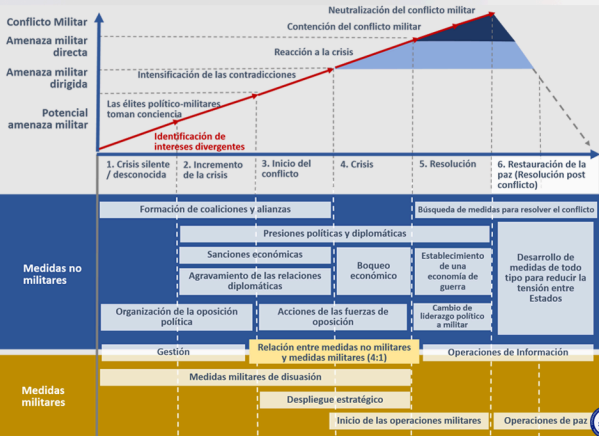 Neutralización del conflicto militar
Conflicto Militar
Contención del conflicto militar
Amenaza militar
directa
Reacción a la crisis
Amenaza militar
dirigida
Intensificación de las contradicciones
Potencial
amenaza militar
Las élites político-militares
toman conciencia
Identificación de
intereses divergentes
1. Crisis silente
/ desconocida
2. Incremento
de la crisis
3. Inicio del
conflicto
4. Crisis
5. Resolución
6. Restauración de la
paz (Resolución post
conflicto)
Medidas no
militares
Formación de coaliciones y alianzas
Búsqueda de medidas para resolver el conflicto
Presiones políticas y diplomáticas
Sanciones económicas
Agravamiento de las relaciones
diplomáticas
Boqueo
económico
Establecimiento
de una
economía de
guerra
Desarrollo de
medidas de todo
tipo para reducir la
tensión entre
Estados
Organización de la oposición
política
Acciones de las fuerzas de
oposición
Cambio de
liderazgo político
a militar
Gestión
Relación entre medidas no militares
y medidas militares (4:1)
Operaciones de Información
Medidas
militares
Medidas militares de disuasión
Despliegue estratégico
Inicio de las operaciones militares
Operaciones de paz